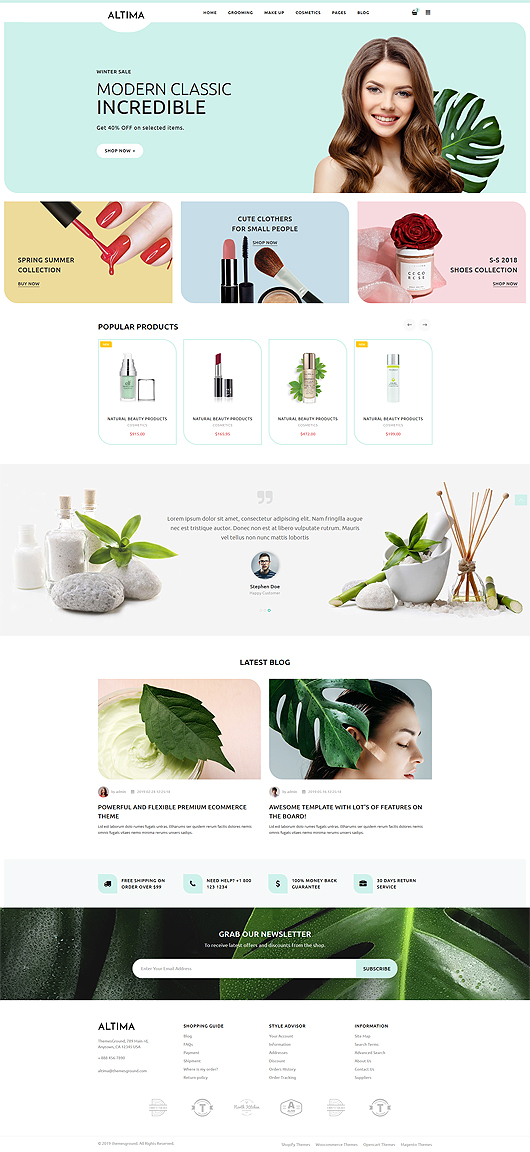 ALTIMA
HOME GROOMING MAKE UP COSMETICS PAGES BLOG
WINTER SALE
MODERN CLASSIC
INCREDIBLE
Get 40% OFF on selected items.
SHOP NOW +
SPRING SUMMER
COLLECTION
BUY NOW
CUTE CLOTHERS
FOR SMALL PEOPLE
SHOP NOW
S-S 2018
SHOES COLLECTION
SHOP NOW
POPULAR PRODUCTS
NATURAL BEAUTY PRODUCTS
COSMETICS
$915.00
NATURAL BEAUTY PRODUCTS
COSMETICS
NATURAL BEAUTY PRODUCTS
COSMETICS
NATURAL BEAUTY PRODUCTS
COSMETICS
$199.00
Lorem ipsum dolor sit amet, consectetur adipiscing elit. Nam fringilla augue
nec est tristique auctor. Donec non est at libero vulputate rutrum. Mauris
vel tellus non nunc mattis lobortis
Stephen Doe
Happy Customer
LATEST BLOG
by admin
POWERFUL AND FLEXIBLE PREMIUM ECOMMERCE
THEME
Lid est laborum dolo rumes fugats untras. Etharums ser quidem rerum facilis dolores nemis
omnis fugats vitaes nemo minima rerums unsers sadips.
by admin
AWESOME TEMPLATE WITH LOT'S OF FEATURES ON
THE BOARD!
Lid est laborum dolo rumes fugats untras. Etharums ser quidem rerum facilis dolores nemis
omnis fugats vitaes nemo minima rerums unsers sadips.
FREE SHIPPING ON
ORDER OVER $99
NEED HELP? +1 800
123 1234
100% MONEY BACK
GUARANTEE
30 DAYS RETURN
SERVICE
GRAB OUR NEWSLETTER
To receive latest offers and discounts from the shop.
Enter Your Email Address
SUBSCRIBE
ALTIMA
ThemesGround, 789 Main rd,
Anytown, CA 12345 USA
+ 888 456-7890
altima@themesground.com
SHOPPING GUIDE
Blog
FAQs
Payment
Shipment
Where is my order?
Return policy
STYLE ADVISOR
Your Account
Information
Addresses
Discount
Orders History
Order Tracking
INFORMATION
Site Map
Search Terms
Advanced Search
About Us
Contact Us
Suppliers
© 2019 themesground. All Rights Reserved.
Shopify Themes Woocommerce Themes Opencart Themes Magento Themes